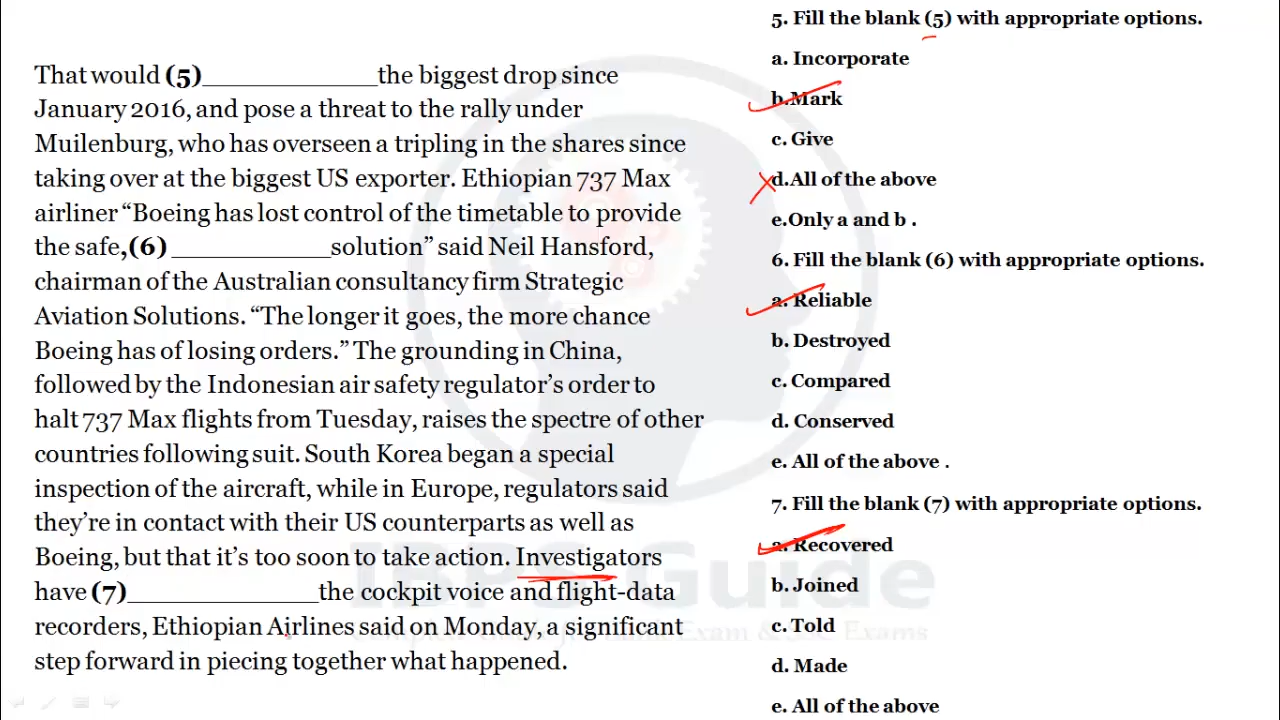 That would (5)_________________the biggest drop since
January 2016, and pose a threat to the rally under
Muilenburg, who has overseen a tripling in the shares since
taking over at the biggest US exporter. Ethiopian 737 Max
airliner “Boeing has lost control of the timetable to provide
the safe,(6) _______________solution” said Neil Hansford,
chairman of the Australian consultancy firm Strategic
Aviation Solutions. “The longer it goes, the more chance
Boeing has of losing orders.” The grounding in China,
followed by the Indonesian air safety regulator’s order to
halt 737 Max flights from Tuesday, raises the spectre of other
countries following suit. South Korea began a special
inspection of the aircraft, while in Europe, regulators said
they’re in contact with their US counterparts as well as
Boeing, but that it’s too soon to take action. Investigators
have (7)__________________the cockpit voice and flight-data
recorders, Ethiopian Airlines said on Monday, a significant
step forward in piecing together what happened.
5. Fill the blank (5) with appropriate options.
a. Incorporate
b.Mark
c. Give
d.All of the above
e.Only a and b .
6. Fill the blank (6) with appropriate options.
a. Reliable
b. Destroyed
c. Compared
d. Conserved
e. All of the above .
7. Fill the blank (7) with appropriate options.
a. Recovered
b. Joined
c. Told
d. Made
e. All of the above
IBPS Guide